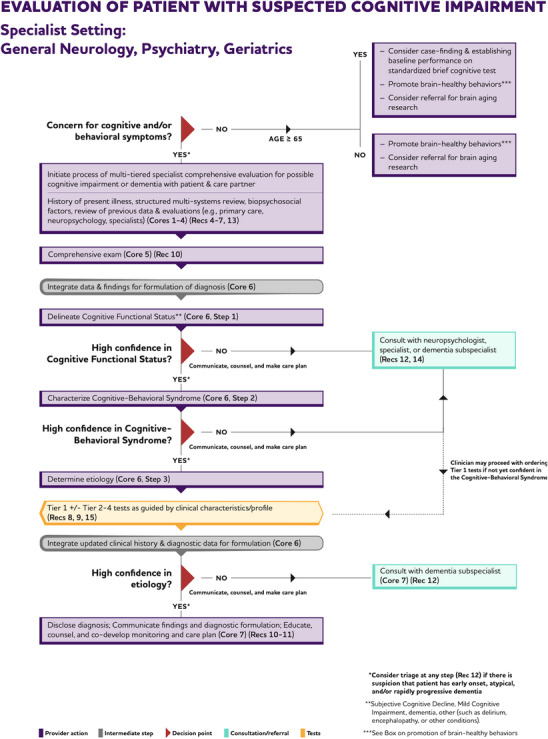 EVALUATION OF PATIENT WITH SUSPECTED COGNITIVE IMPAIRMENT
Specialist Setting:
General Neurology, Psychiatry, Geriatrics
YES
– Consider case-finding & establishing
baseline performance on
standardized brief cognitive test
– Promote brain-healthy behaviors***
– Consider referral for brain aging
research
Concern for cognitive and/or
behavioral symptoms?
NO
AGE ≥ 65
NO
– Promote brain-healthy behaviors***
– Consider referral for brain aging
research
YES*
Initiate process of multi-tiered specialist comprehensive evaluation for possible
cognitive impairment or dementia with patient & care partner
History of present illness, structured multi-systems review, biopsychosocial
factors, review of previous data & evaluations (e.g., primary care,
neuropsychology, specialists) (Cores 1–4) (Recs 4–7, 13)
Comprehensive exam (Core 5) (Rec 10)
Integrate data & findings for formulation of diagnosis (Core 6)
Delineate Cognitive Functional Status** (Core 6, Step 1)
High confidence in
Cognitive Functional Status?
NO
Communicate, counsel, and make care plan
Consult with neuropsychologist,
specialist, or dementia subspecialist
(Recs 12, 14)
YES*
Characterize Cognitive-Behavioral Syndrome (Core 6, Step 2)
High confidence in Cognitive-
Behavioral Syndrome?
NO
Communicate, counsel, and make care plan
YES*
Clinician may proceed with ordering
Tier 1 tests if not yet confident in
the Cognitive-Behavioral Syndrome
Determine etiology (Core 6, Step 3)
Tier 1 +/- Tier 2-4 tests as guided by clinical characteristics/profile
(Recs 8, 9, 15)
Integrate updated clinical history & diagnostic data for formulation (Core 6)
High confidence in
etiology?
NO
Communicate, counsel, and make care plan
Consult with dementia subspecialist
(Core 7) (Rec 12)
YES*
Disclose diagnosis; Communicate findings and diagnostic formulation; Educate,
counsel, and co-develop monitoring and care plan (Core 7) (Recs 10–11)
*Consider triage at any step (Rec 12) if there is
suspicion that patient has early onset, atypical,
and/or rapidly progressive dementia
**Subjective Cognitive Decline, Mild Cognitive
Impairment, dementia, other (such as delirium,
encephalopathy, or other conditions).
***See Box on promotion of brain-healthy behaviors
Provider action
Intermediate step
Decision point
Consultation/referral
Tests